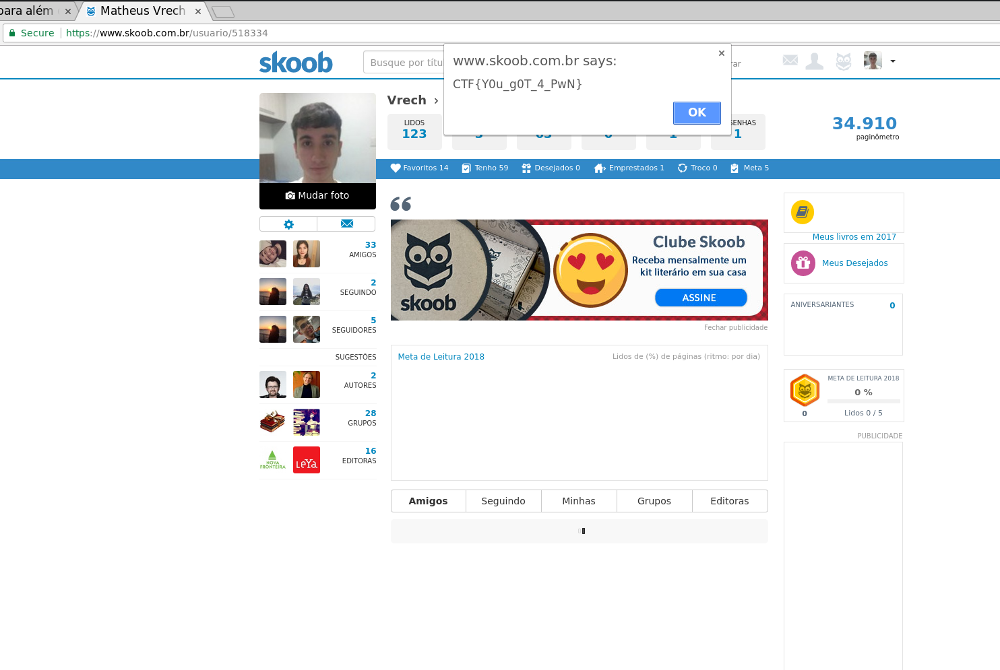 para além
Matheus Vrech
Secure https://www.skoob.com.br/usuario/518334
skoob
Busque por títu
rar
www.skoob.com.br says:
CTF{Y0u_g0T_4_PwN}
OK
Vrech ›
LIDOS
123
SENHAS
1
34.910
paginômetro
Favoritos 14
Tenho 59
Desejados 0
Emprestados 1
Troco 0
Meta 5
Mudar foto
33
AMIGOS
2
SEGUINDO
5
SEGUIDORES
SUGESTÕES
2
AUTORES
28
GRUPOS
NOVA
FRONTEIRA
LeYa
16
EDITORAS
skoob
Clube Skoob
Receba mensalmente um
kit literário em sua casa
ASSINE
Fechar publicidade
Meta de Leitura 2018
Lidos de (%) de páginas (ritmo: por dia)
Amigos
Seguindo
Minhas
Grupos
Editoras
Meus livros em 2017
Meus Desejados
ANIVERSARIANTES
0
META DE LEITURA 2018
0 %
0
Lidos 0 / 5
PUBLICIDADE